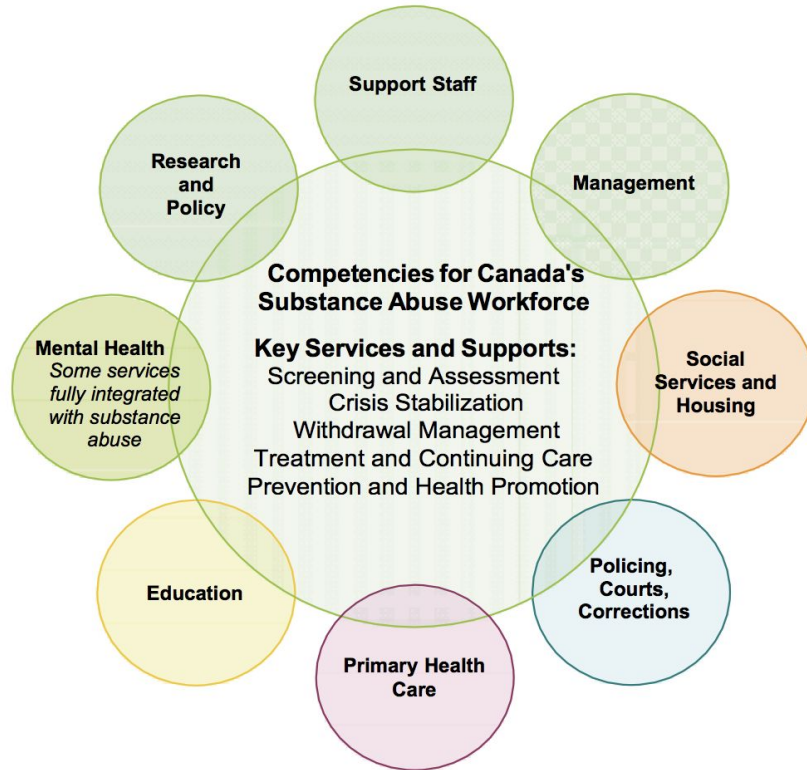 Support Staff
Research
and
Policy
Management
Competencies for Canada's
Substance Abuse Workforce
Key Services and Supports:
Screening and Assessment
Crisis Stabilization
Withdrawal Management
Treatment and Continuing Care
Prevention and Health Promotion
Mental Health
Some services
fully integrated
with substance
abuse
Social
Services and
Housing
Education
Policing,
Courts,
Corrections
Primary Health
Care